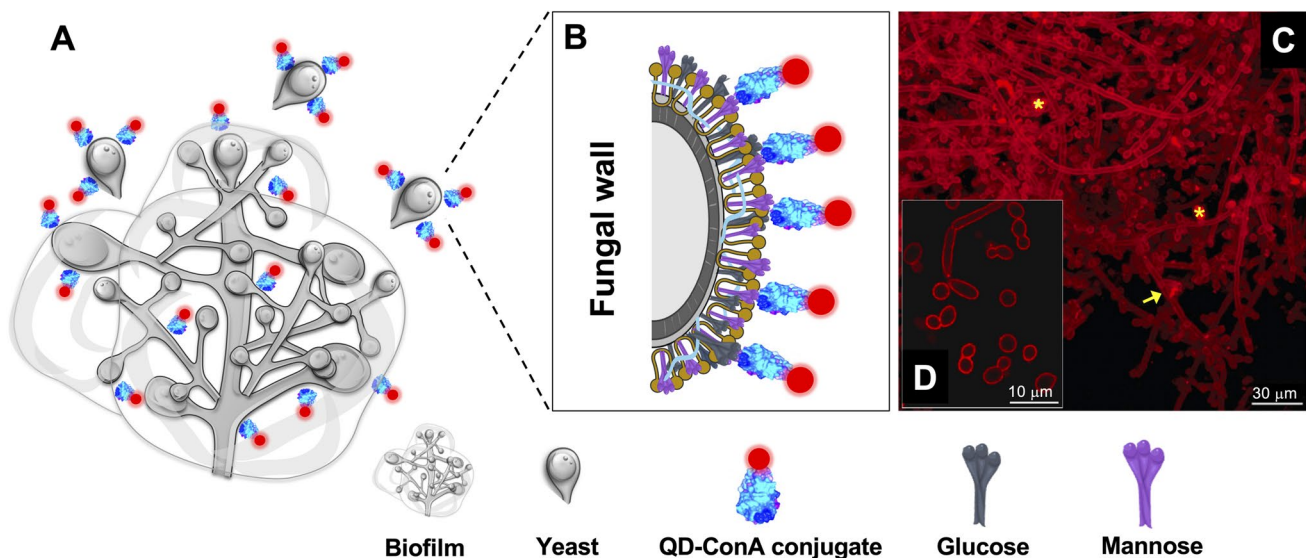 A
B
Fungal wall
C
*
*
D
10 μm
30 μm
Biofilm
Yeast
QD-ConA conjugate
Glucose
Mannose